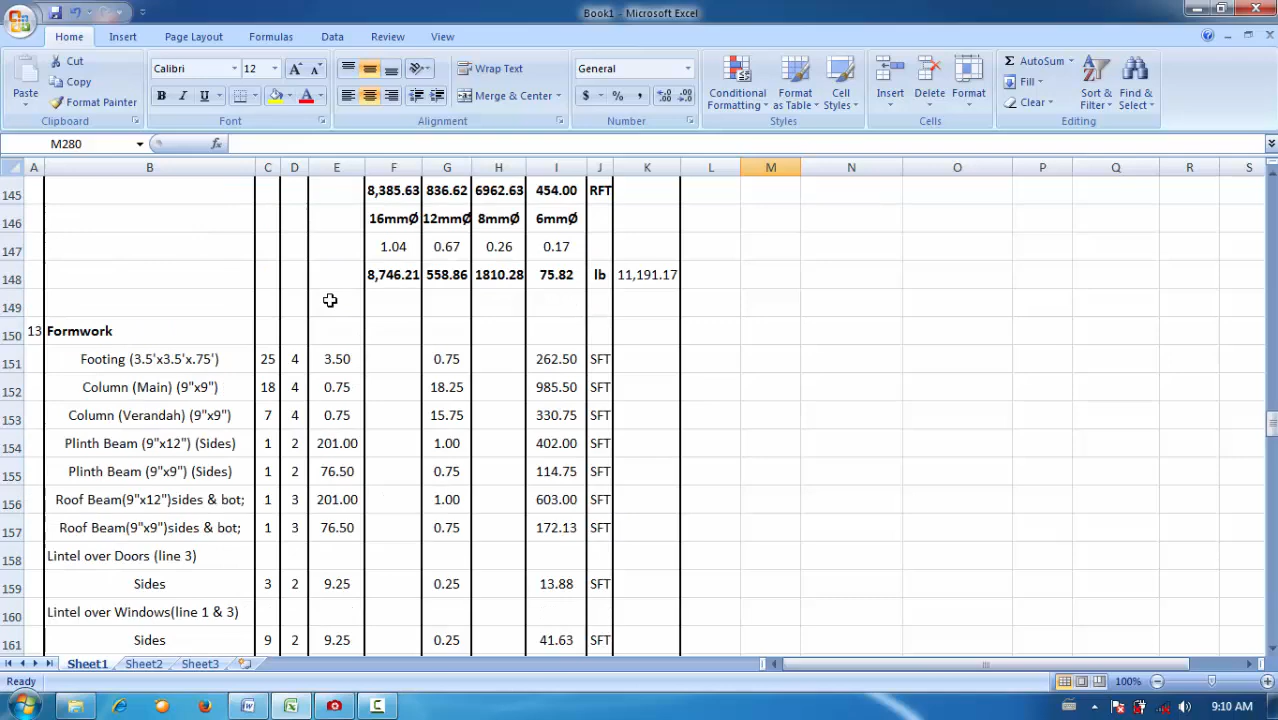 Book1 - Microsoft Excel
Home Insert Page Layout Formulas Data Review View
Paste Cut Copy Format Painter Clipboard
Calibri 12 Font
Wrap Text Merge & Center Alignment
General $ % , Number
Conditional Formatting Format as Table Cell Styles Styles
Insert Delete Format Cells
AutoSum Fill Clear Sort & Filter Find & Select Editing
M280 fx
A B C D E F G H I J K L M N O P Q R S
145 8,385.63 836.62 6962.63 454.00 RFT
146 16mmØ 12mmØ 8mmØ 6mmØ
147 1.04 0.67 0.26 0.17
148 8,746.21 558.86 1810.28 75.82 lb 11,191.17
149
150 13 Formwork
151 Footing (3.5'x3.5'x.75') 25 4 3.50 0.75 262.50 SFT
152 Column (Main) (9"x9") 18 4 0.75 18.25 985.50 SFT
153 Column (Verandah) (9"x9") 7 4 0.75 15.75 330.75 SFT
154 Plinth Beam (9"x12") (Sides) 1 2 201.00 1.00 402.00 SFT
155 Plinth Beam (9"x9") (Sides) 1 2 76.50 0.75 114.75 SFT
156 Roof Beam(9"x12")sides & bot; 1 3 201.00 1.00 603.00 SFT
157 Roof Beam(9"x9")sides & bot; 1 3 76.50 0.75 172.13 SFT
158 Lintel over Doors (line 3)
159 Sides 3 2 9.25 0.25 13.88 SFT
160 Lintel over Windows(line 1 & 3)
161 Sides 9 2 9.25 0.25 41.63 SFT
Sheet1 Sheet2 Sheet3
Ready 100%
9:10 AM